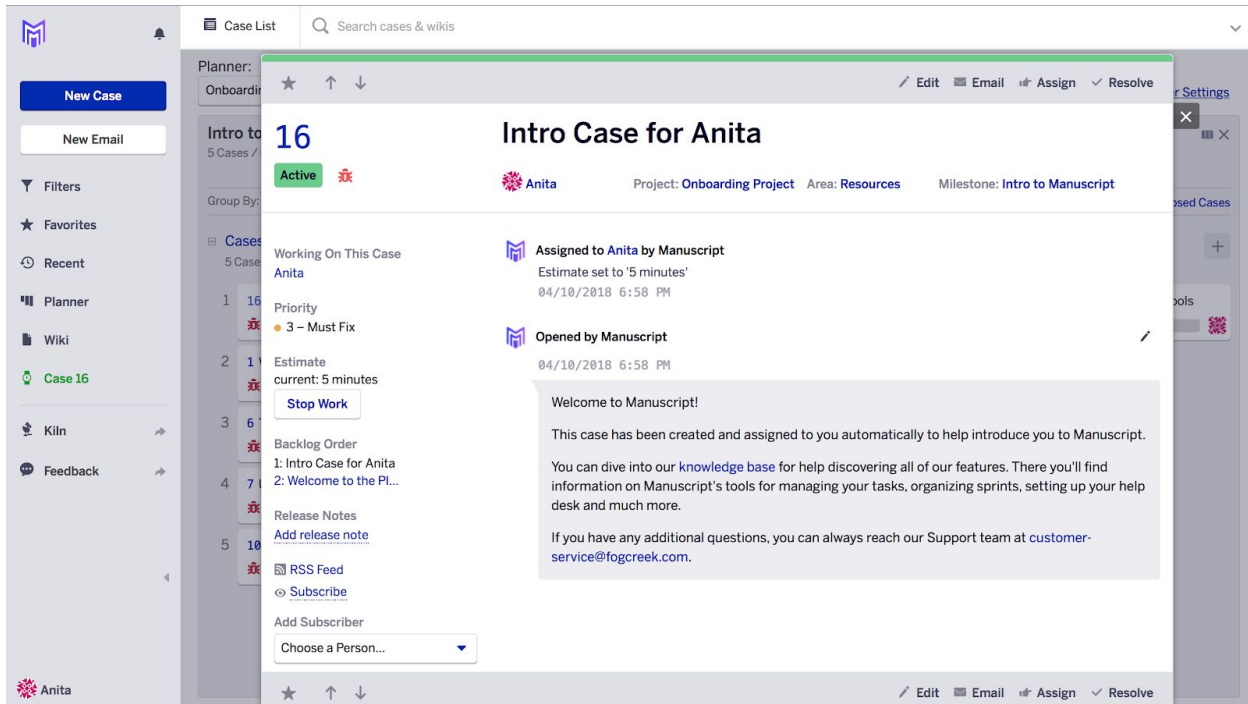 Case List
Search cases & wikis
New Case
New Email
Filters
Favorites
Recent
Planner
Wiki
Case 16
Kiln
Feedback
Anita
Planner:
Settings
Intro to
5 Cases /
Group By:
Cases
5 Case
1 16
2 1
3 6
4 7
5 10
Edit Email Assign Resolve
16
Active
Intro Case for Anita
Anita Project: Onboarding Project Area: Resources Milestone: Intro to Manuscript
Working On This Case
Anita
Priority
3 – Must Fix
Estimate
current: 5 minutes
Stop Work
Backlog Order
1: Intro Case for Anita
2: Welcome to the Pl...
Release Notes
Add release note
RSS Feed
Subscribe
Add Subscriber
Choose a Person...
Assigned to Anita by Manuscript
Estimate set to '5 minutes'
04/10/2018 6:58 PM
Opened by Manuscript
04/10/2018 6:58 PM
Welcome to Manuscript!
This case has been created and assigned to you automatically to help introduce you to Manuscript.
You can dive into our knowledge base for help discovering all of our features. There you'll find
information on Manuscript's tools for managing your tasks, organizing sprints, setting up your help
desk and much more.
If you have any additional questions, you can always reach our Support team at customer-
service@fogcreek.com.
Edit Email Assign Resolve
Cases